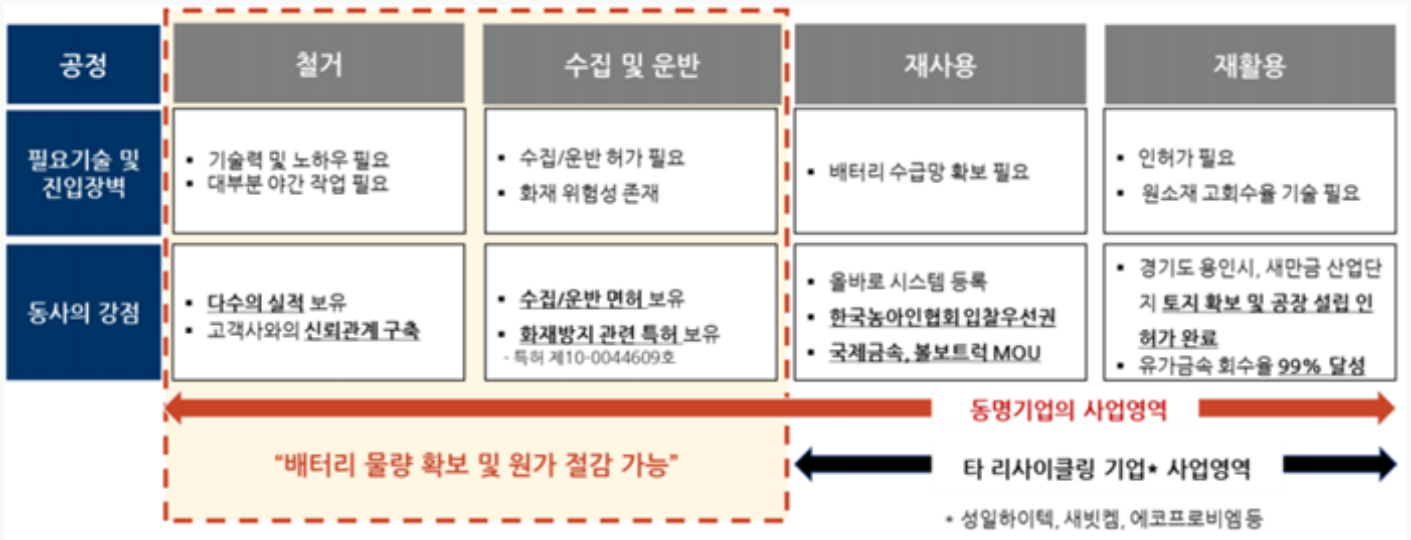 공정
철거
수집 및 운반
재사용
재활용
필요기술 및
진입장벽
▪ 기술력 및 노하우 필요
▪ 대부분 야간 작업 필요
▪ 수집/운반 허가 필요
▪ 화재 위험성 존재
▪ 배터리 수급망 확보 필요
▪ 인허가 필요
▪ 원소재 고회수율 기술 필요
동사의 강점
▪ 다수의 실적 보유
▪ 고객사와의 신뢰관계 구축
▪ 수집/운반 면허 보유
▪ 화재방지 관련 특허 보유
- 특허 제10-0044609호
▪ 올바로 시스템 등록
▪ 한국농아인협회 입찰우선권
▪ 국제금속, 볼보트럭 MOU
▪ 경기도 용인시, 새만금 산업단
지 토지 확보 및 공장 설립 인
허가 완료
▪ 유가금속 회수율 99% 달성
동명기업의 사업영역
“배터리 물량 확보 및 원가 절감 가능”
타 리사이클링 기업* 사업영역
* 성일하이텍, 새빗켐, 에코프로비엠 등